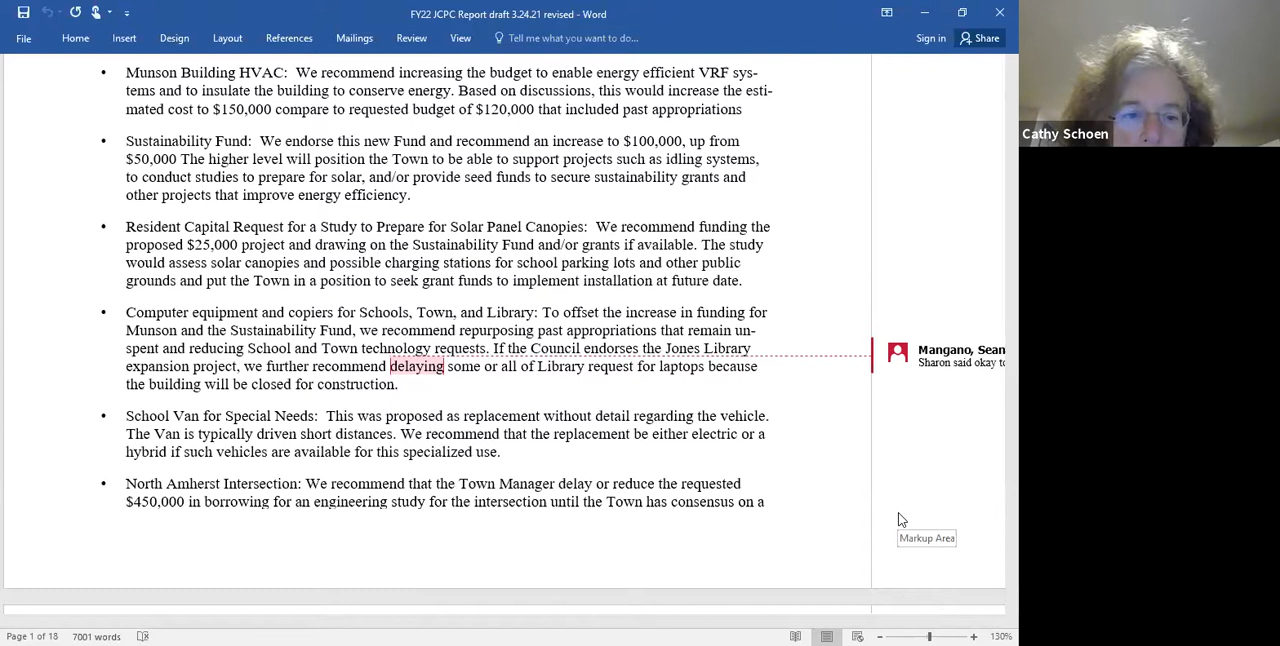 FY22 JCPC Report draft 3.24.21 revised - Word
File Home Insert Design Layout References Mailings Review View Tell me what you want to do... Sign in Share
• Munson Building HVAC: We recommend increasing the budget to enable energy efficient VRF sys-
tems and to insulate the building to conserve energy. Based on discussions, this would increase the esti-
mated cost to $150,000 compare to requested budget of $120,000 that included past appropriations
• Sustainability Fund: We endorse this new Fund and recommend an increase to $100,000, up from
$50,000 The higher level will position the Town to be able to support projects such as idling systems,
to conduct studies to prepare for solar, and/or provide seed funds to secure sustainability grants and
other projects that improve energy efficiency.
• Resident Capital Request for a Study to Prepare for Solar Panel Canopies: We recommend funding the
proposed $25,000 project and drawing on the Sustainability Fund and/or grants if available. The study
would assess solar canopies and possible charging stations for school parking lots and other public
grounds and put the Town in a position to seek grant funds to implement installation at future date.
• Computer equipment and copiers for Schools, Town, and Library: To offset the increase in funding for
Munson and the Sustainability Fund, we recommend repurposing past appropriations that remain un-
spent and reducing School and Town technology requests. If the Council endorses the Jones Library
expansion project, we further recommend delaying some or all of Library request for laptops because
the building will be closed for construction.
• School Van for Special Needs: This was proposed as replacement without detail regarding the vehicle.
The Van is typically driven short distances. We recommend that the replacement be either electric or a
hybrid if such vehicles are available for this specialized use.
• North Amherst Intersection: We recommend that the Town Manager delay or reduce the requested
$450,000 in borrowing for an engineering study for the intersection until the Town has consensus on a
Mangano, Sean
Sharon said okay to
Markup Area
Page 1 of 18 7001 words 130%
Cathy Schoen